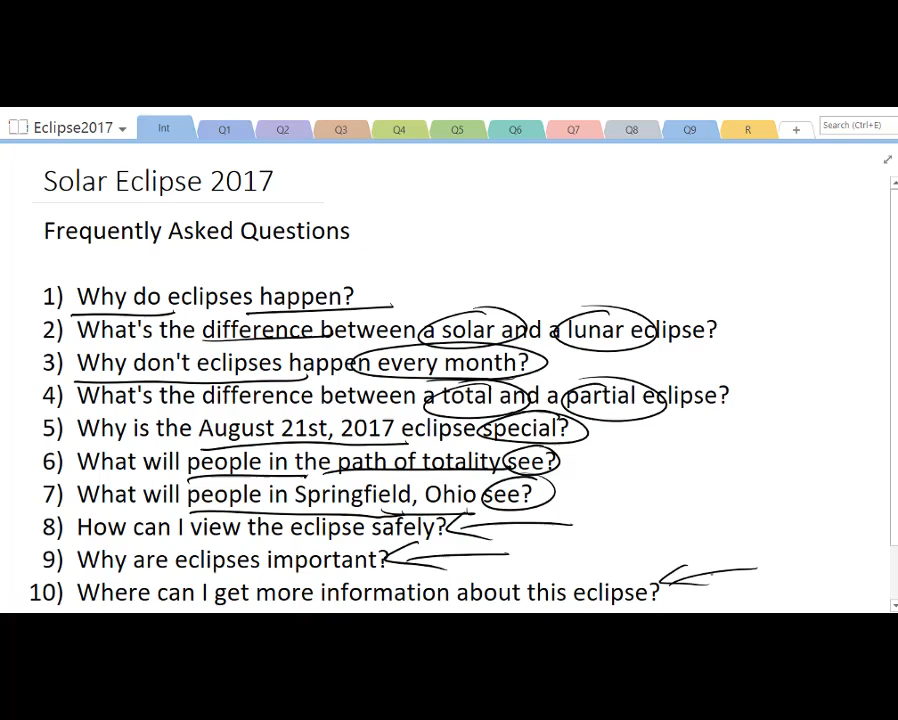 Eclipse2017 Int Q1 Q2 Q3 Q4 Q5 Q6 Q7 Q8 Q9 R + Search (Ctrl+E)
Solar Eclipse 2017
Frequently Asked Questions
1) Why do eclipses happen?
2) What's the difference between a solar and a lunar eclipse?
3) Why don't eclipses happen every month?
4) What's the difference between a total and a partial eclipse?
5) Why is the August 21st, 2017 eclipse special?
6) What will people in the path of totality see?
7) What will people in Springfield, Ohio see?
8) How can I view the eclipse safely?
9) Why are eclipses important?
10) Where can I get more information about this eclipse?